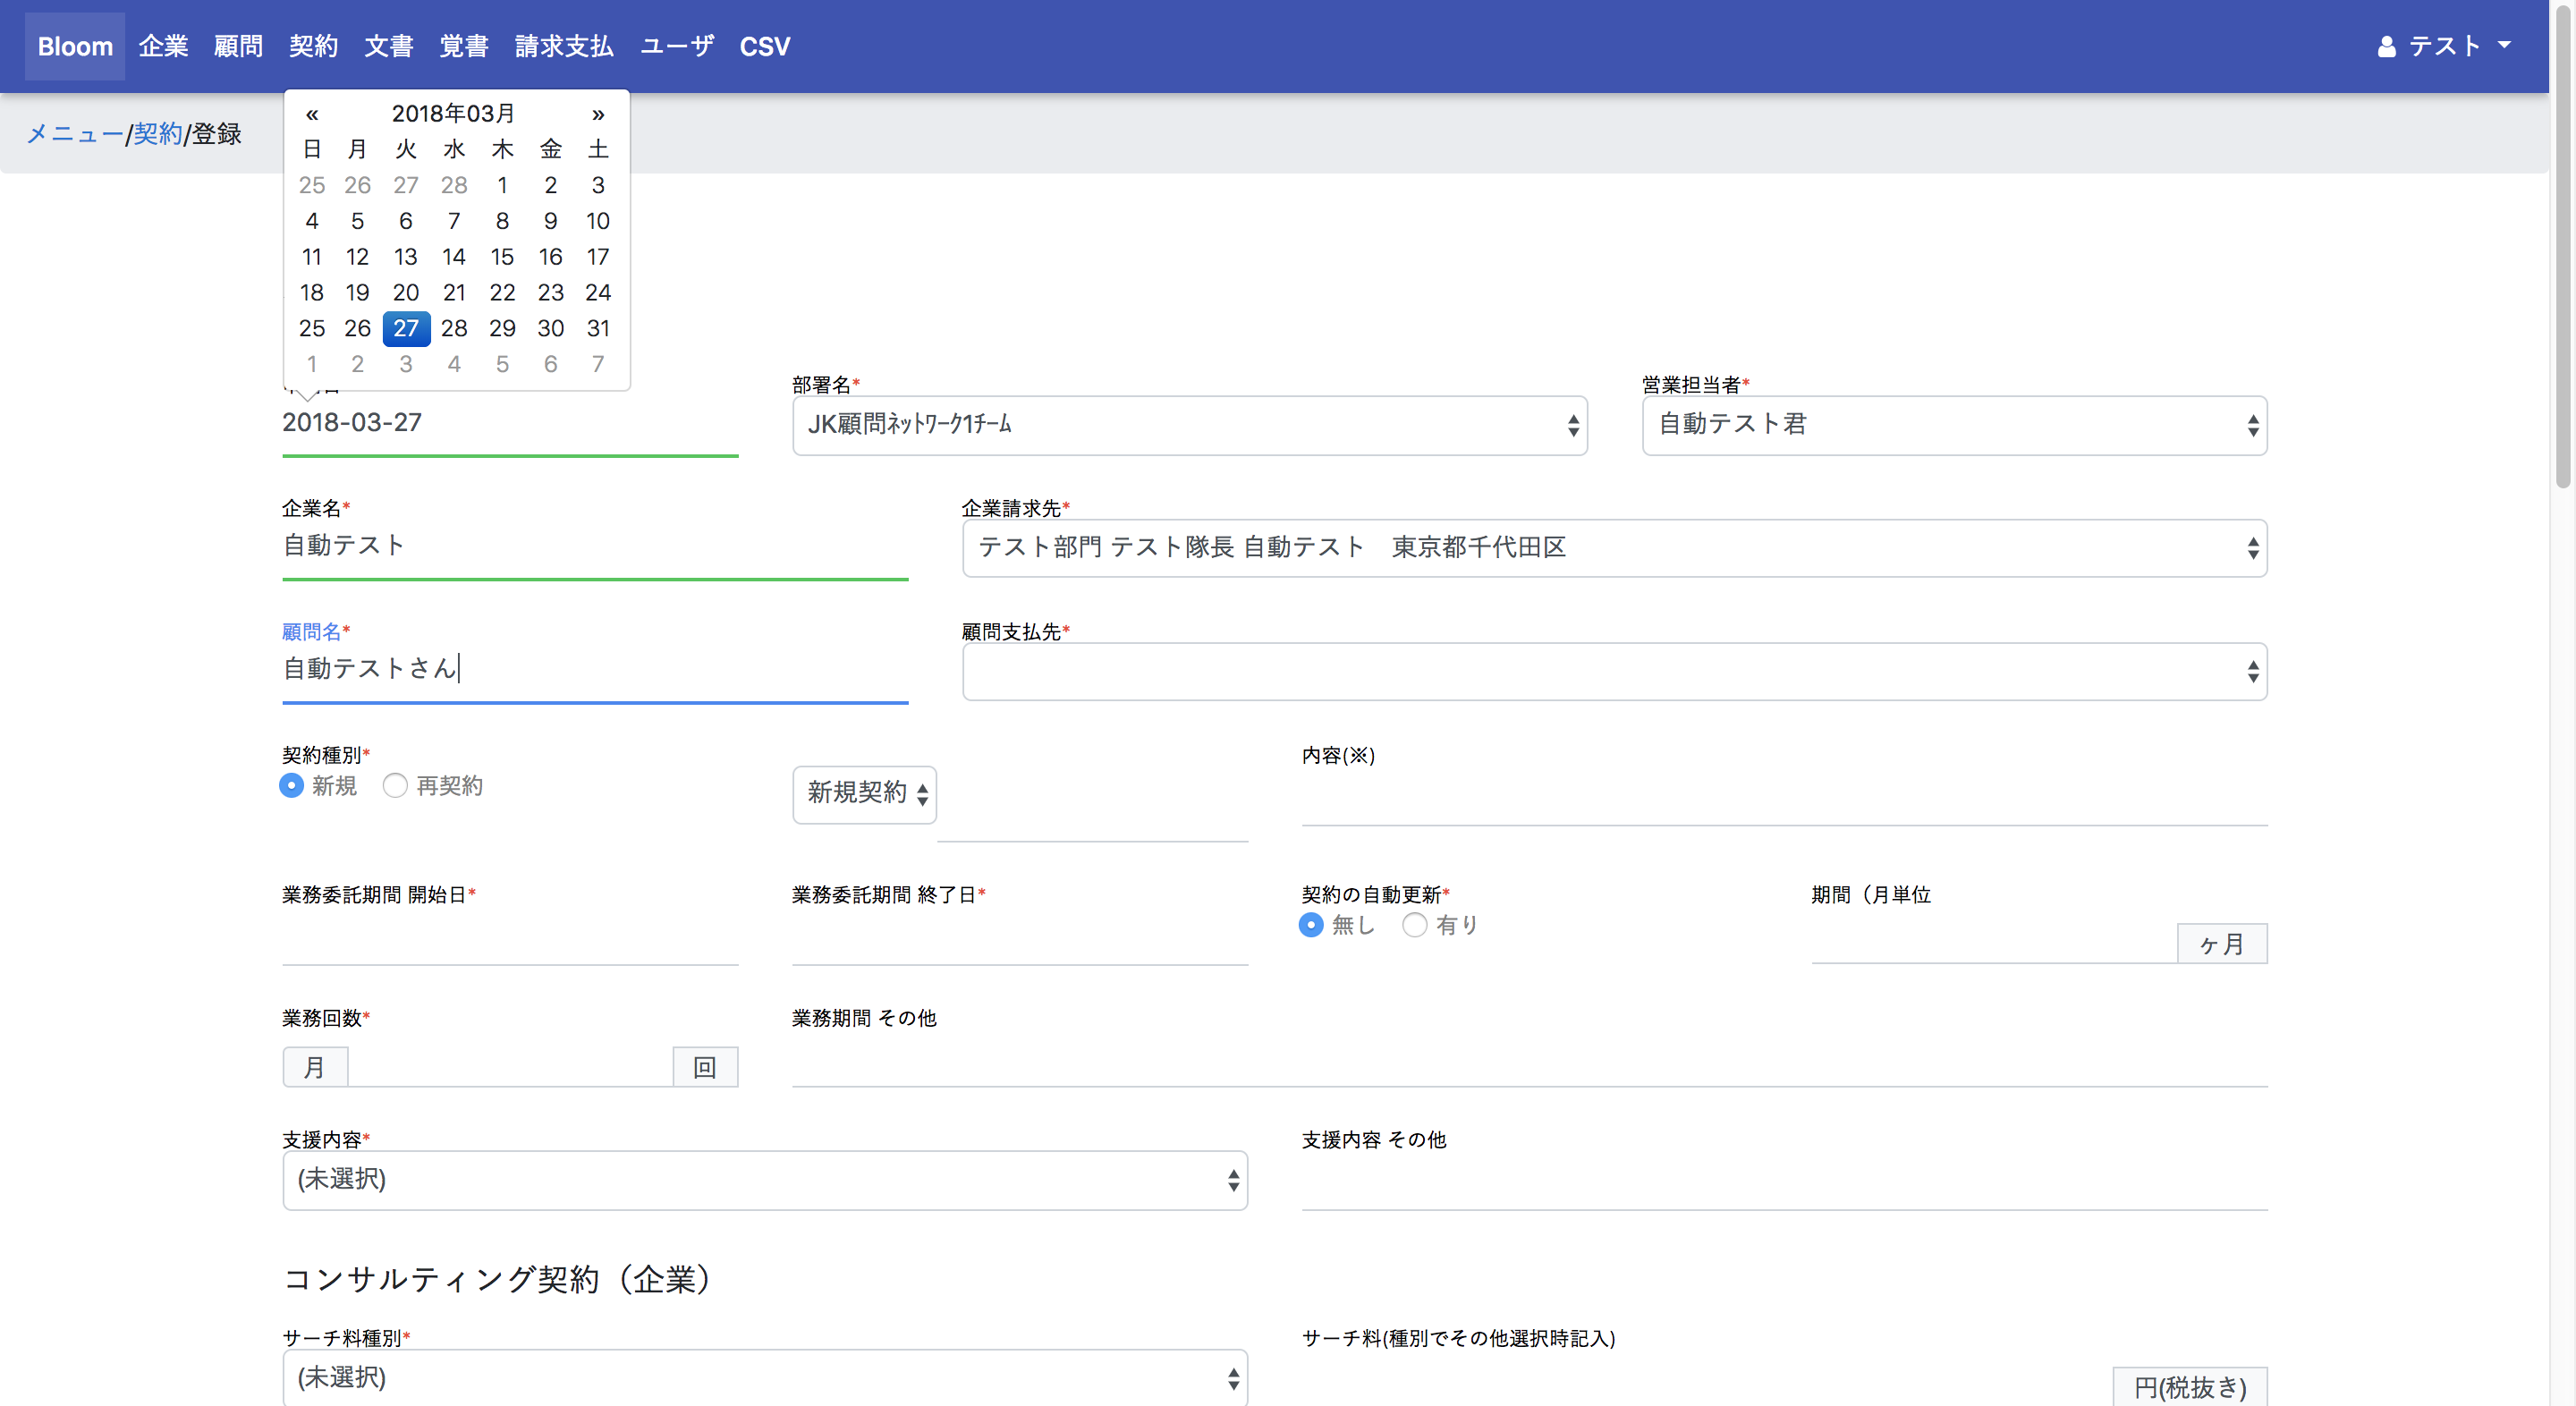 Bloom 企業 顧問 契約 文書 覚書 請求支払 ユーザ CSV テスト
メニュー/契約/登録
« 2018年03月 »
日 月 火 水 木 金 土
25 26 27 28 1 2 3
4 5 6 7 8 9 10
11 12 13 14 15 16 17
18 19 20 21 22 23 24
25 26 27 28 29 30 31
1 2 3 4 5 6 7
部署名* 営業担当者*
2018-03-27 JK顧問ﾈｯﾄﾜｰｸ1ﾁｰﾑ 自動テスト君
企業名* 企業請求先*
自動テスト テスト部門 テスト隊長 自動テスト　東京都千代田区
顧問名* 顧問支払先*
自動テストさん
契約種別* 内容(※)
新規 再契約 新規契約
業務委託期間 開始日* 業務委託期間 終了日* 契約の自動更新* 期間（月単位
無し 有り ヶ月
業務回数* 業務期間 その他
月 回
支援内容* 支援内容 その他
(未選択)
コンサルティング契約（企業）
サーチ料種別* サーチ料(種別でその他選択時記入)
(未選択) 円(税抜き)